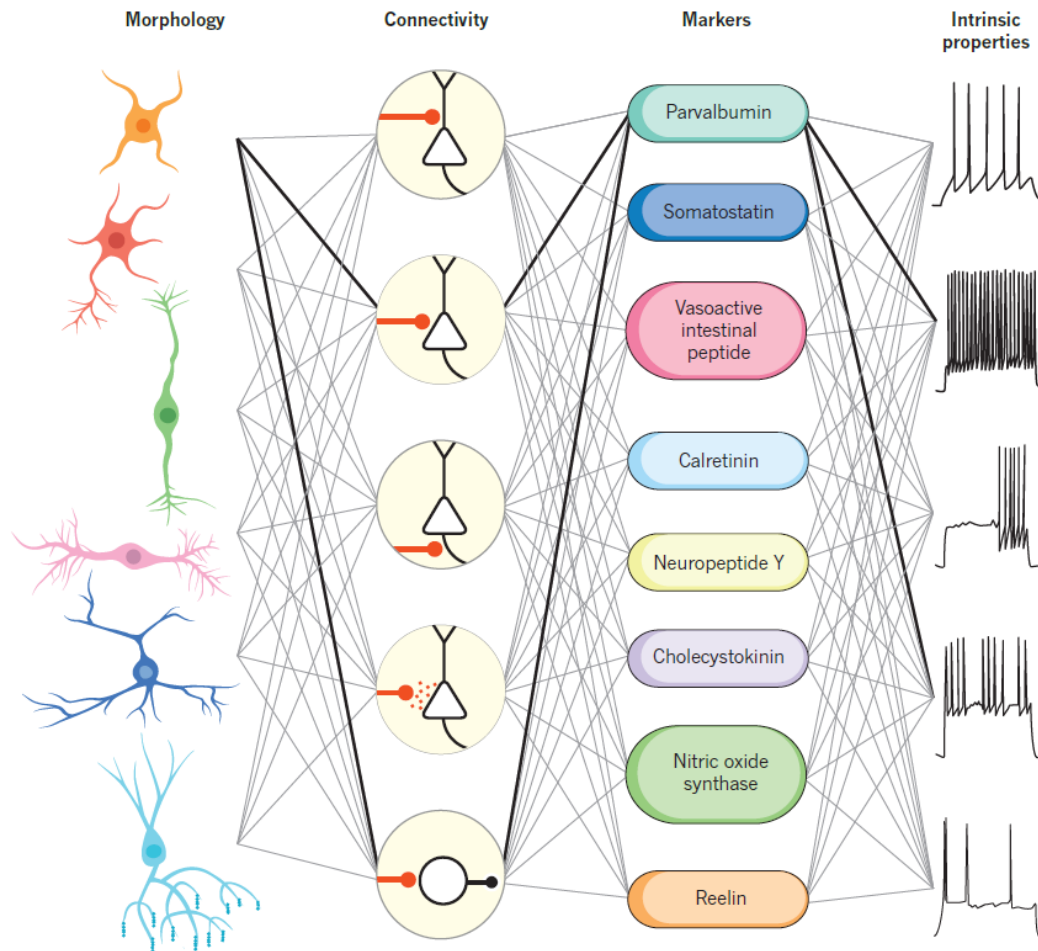 Morphology
Connectivity
Markers
Intrinsic
properties
Parvalbumin
Somatostatin
Vasoactive
intestinal
peptide
Calretinin
Neuropeptide Y
Cholecystokinin
Nitric oxide
synthase
Reelin